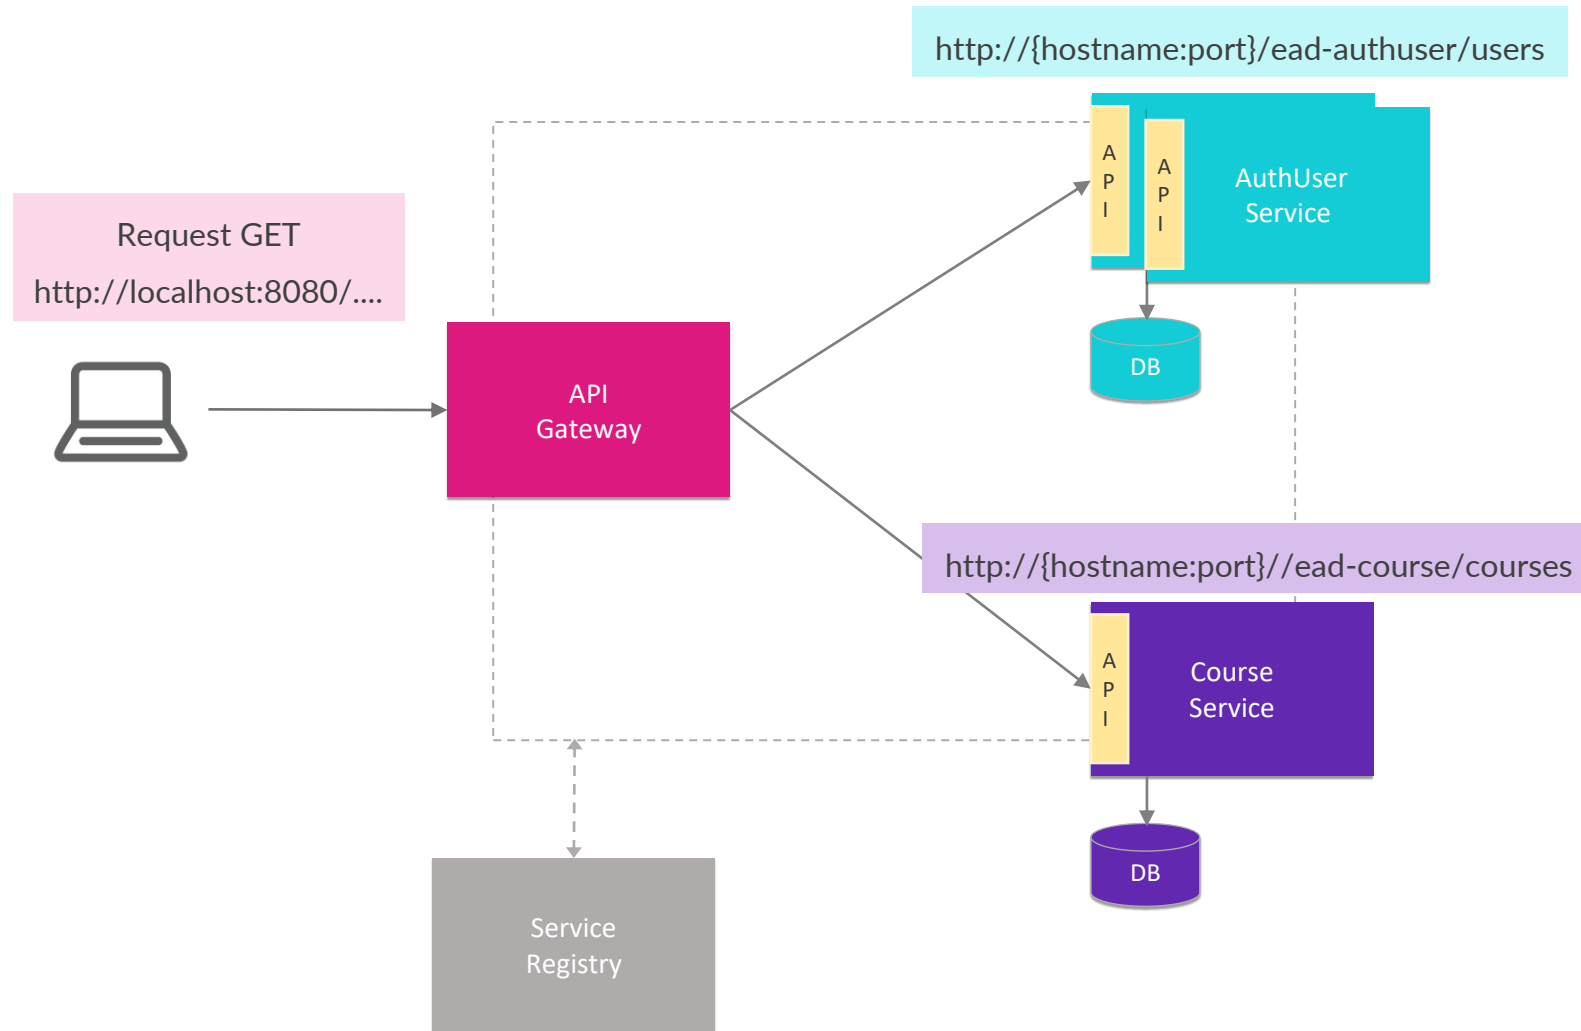 http://{hostname:port}/ead-authuser/users
A
P
I
A
P
I
AuthUser
Service
Request GET
http://localhost:8080/....
DB
API
Gateway
http://{hostname:port}//ead-course/courses
A
P
I
Course
Service
DB
Service
Registry